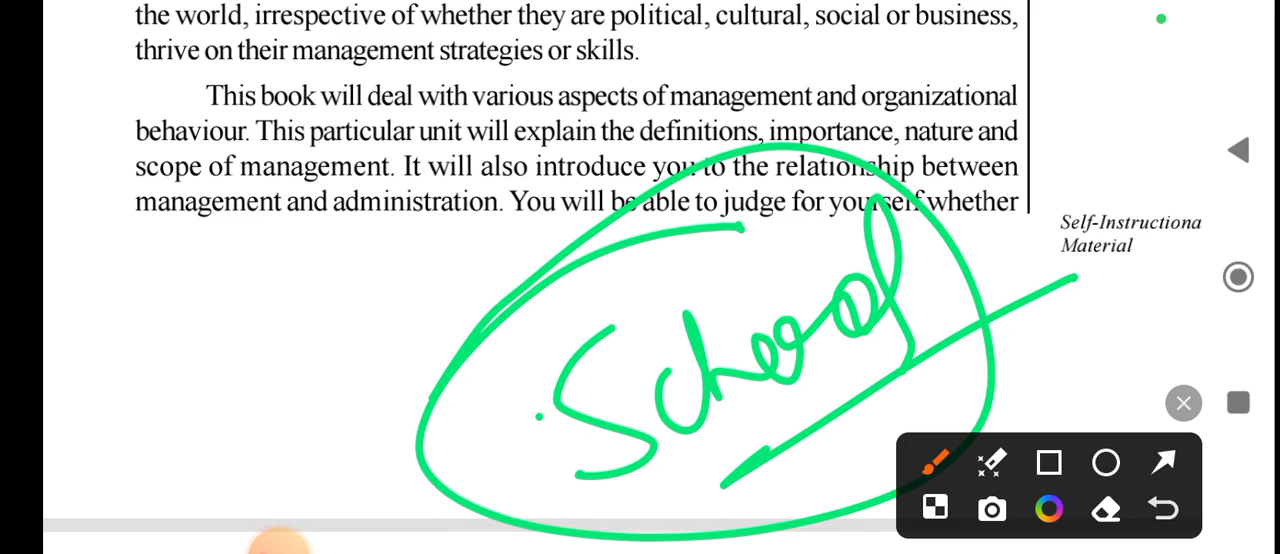 the world, irrespective of whether they are political, cultural, social or business,
thrive on their management strategies or skills.
This book will deal with various aspects of management and organizational
behaviour. This particular unit will explain the definitions, importance, nature and
scope of management. It will also introduce you to the relationship between
management and administration. You will be able to judge for yourself whether
Self-Instructiona
Material
School